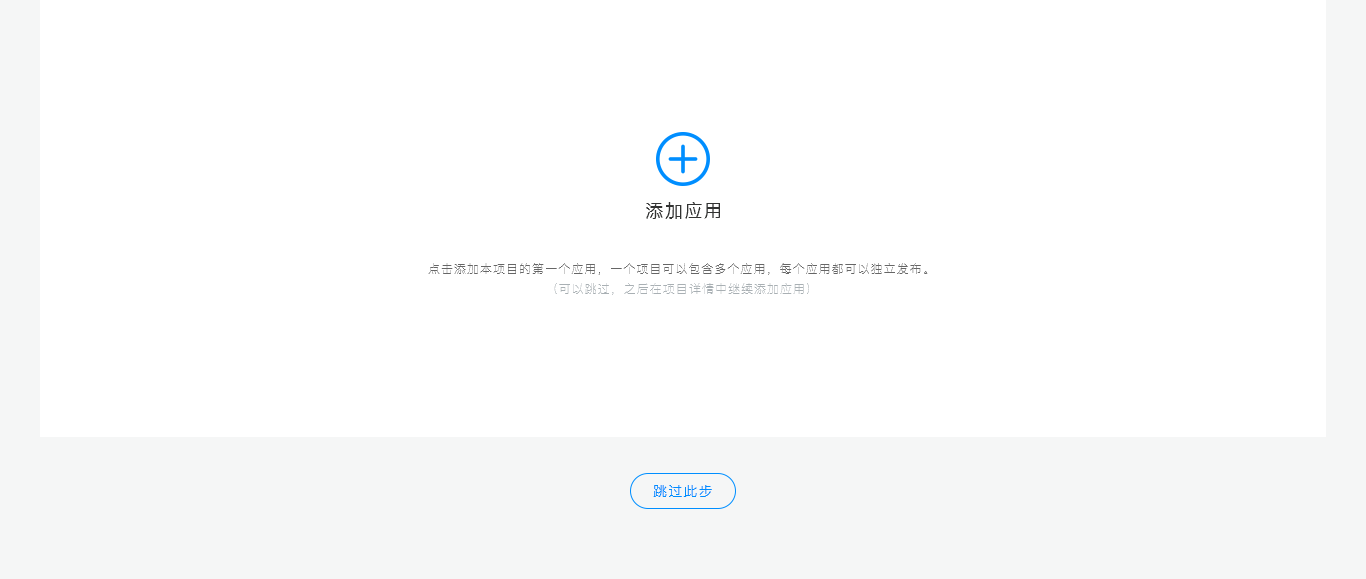 添加应用
点击添加本项目的第一个应用，一个项目可以包含多个应用，每个应用都可以独立发布。
（可以跳过，之后在项目详情中继续添加应用）
跳过此步